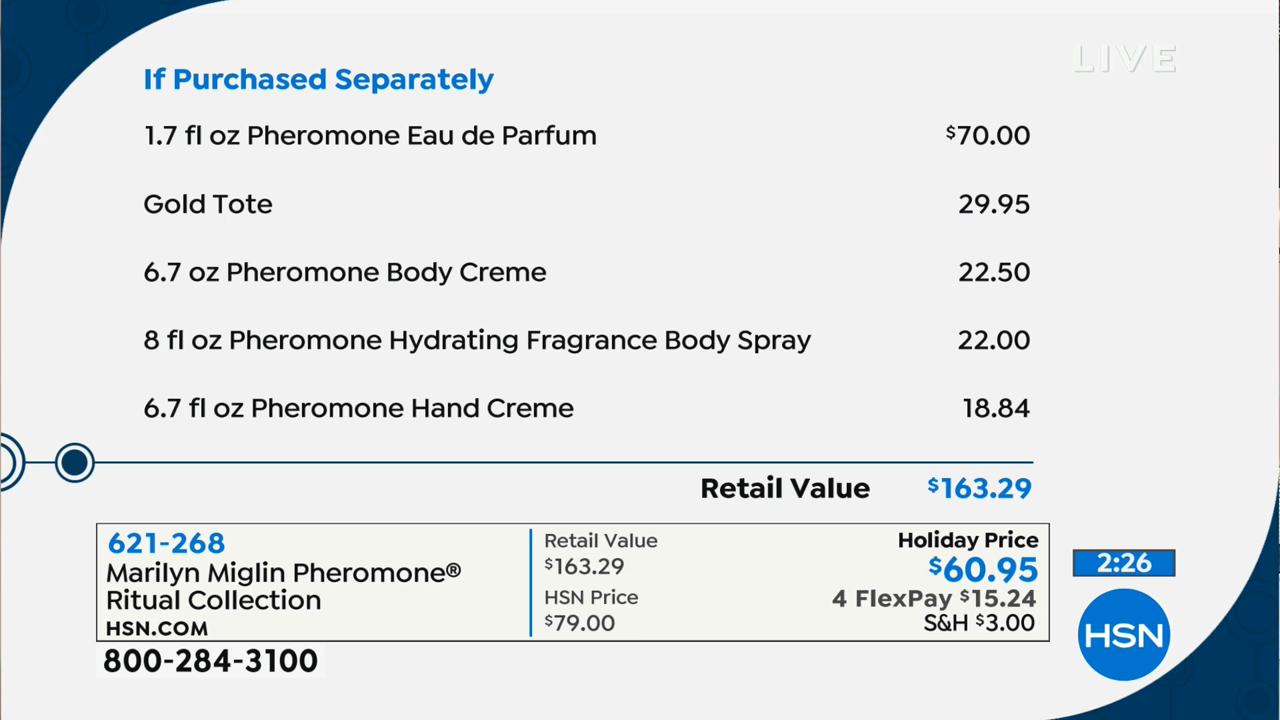 LIVE
If Purchased Separately
1.7 fl oz Pheromone Eau de Parfum $70.00
Gold Tote 29.95
6.7 oz Pheromone Body Creme 22.50
8 fl oz Pheromone Hydrating Fragrance Body Spray 22.00
6.7 fl oz Pheromone Hand Creme 18.84
Retail Value $163.29
621-268
Marilyn Miglin Pheromone®
Ritual Collection
HSN.COM
Retail Value
$163.29
HSN Price
$79.00
Holiday Price
$60.95
4 FlexPay $15.24
S&H $3.00
2:26
HSN
800-284-3100